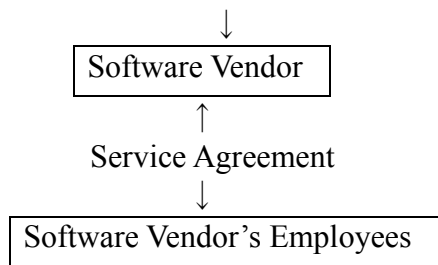 ↓
Software Vendor
↑
Service Agreement
↓
Software Vendor’s Employees